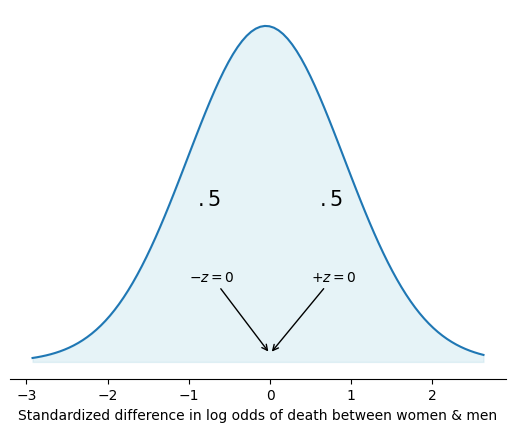 .5 .5
−z = 0 +z = 0
−3 −2 −1 0 1 2
Standardized difference in log odds of death between women & men